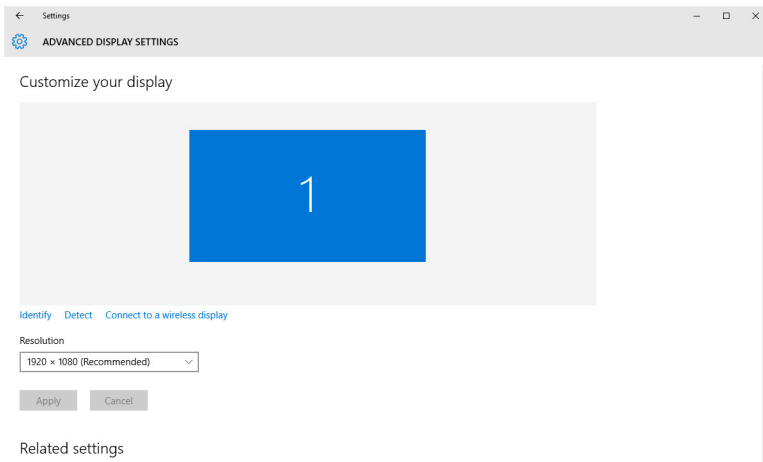 Settings
ADVANCED DISPLAY SETTINGS
Customize your display
1
Identify Detect Connect to a wireless display
Resolution
1920 × 1080 (Recommended)
Apply Cancel
Related settings